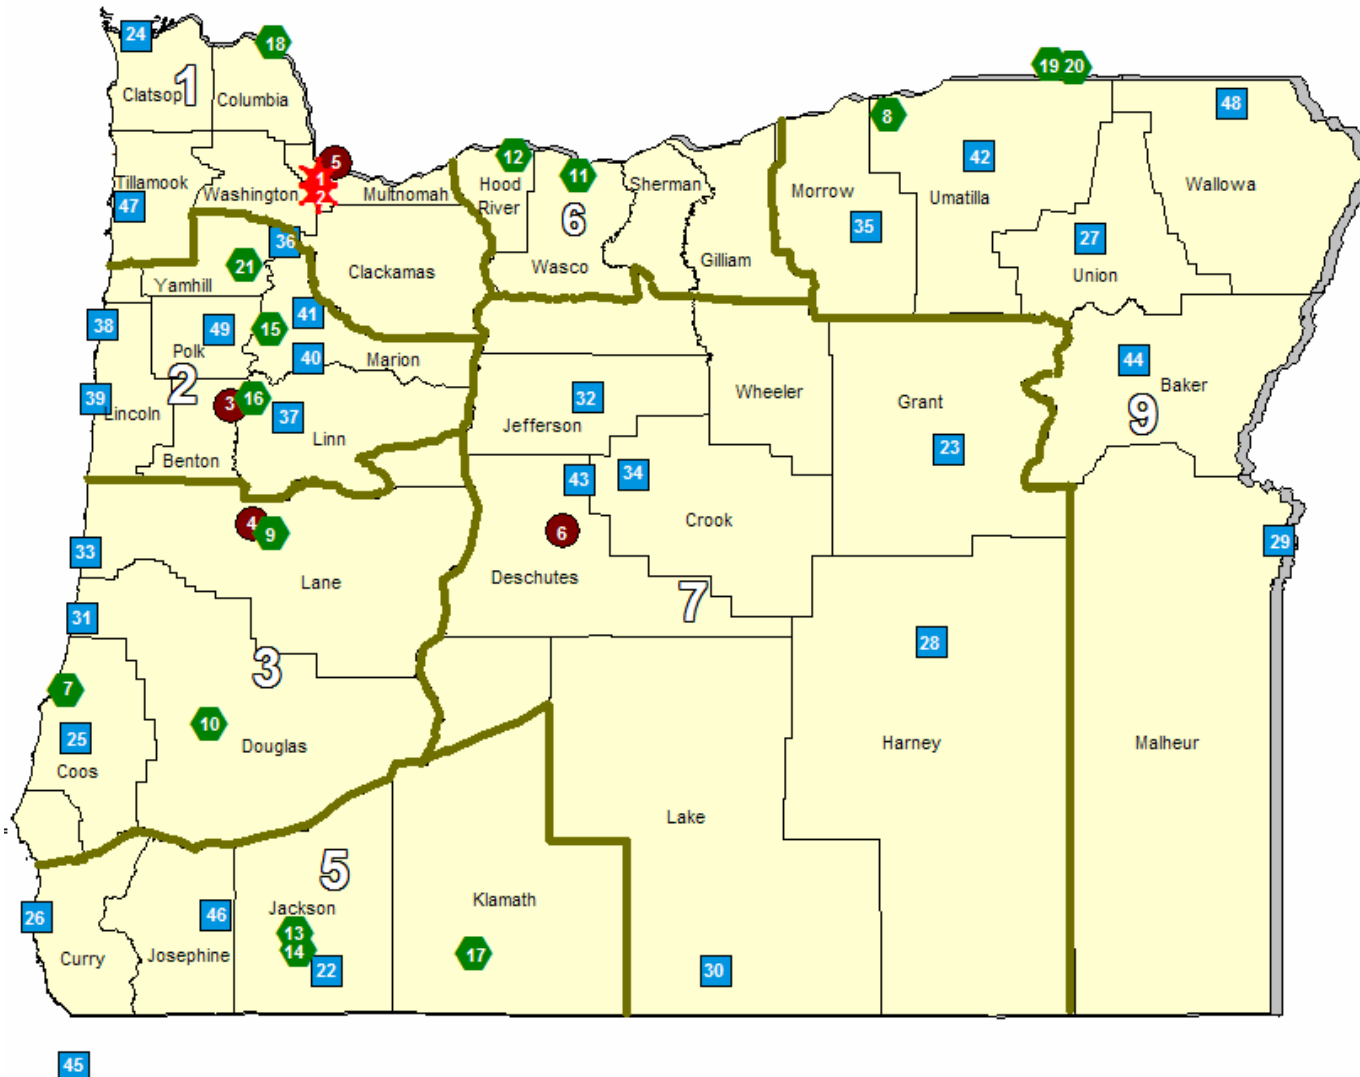 24
18
19
20
Clatsop
1
Columbia
48
8
5
12
11
42
1
Tillamook
Washington
2
Multnomah
Hood
River
Sherman
Morrow
Umatilla
Wallowa
47
6
35
36
27
21
Clackamas
Wasco
Gilliam
Union
Yamhill
38
49
15
41
Polk
40
Marion
44
2
Wheeler
Baker
39
3
16
32
Grant
9
Lincoln
37
Linn
Jefferson
23
Benton
43
34
4
9
6
Crook
29
33
Lane
Deschutes
31
7
28
3
7
10
25
Douglas
Harney
Malheur
Coos
Lake
5
26
46
Jackson
Klamath
13
Curry
Josephine
14
22
17
30
45